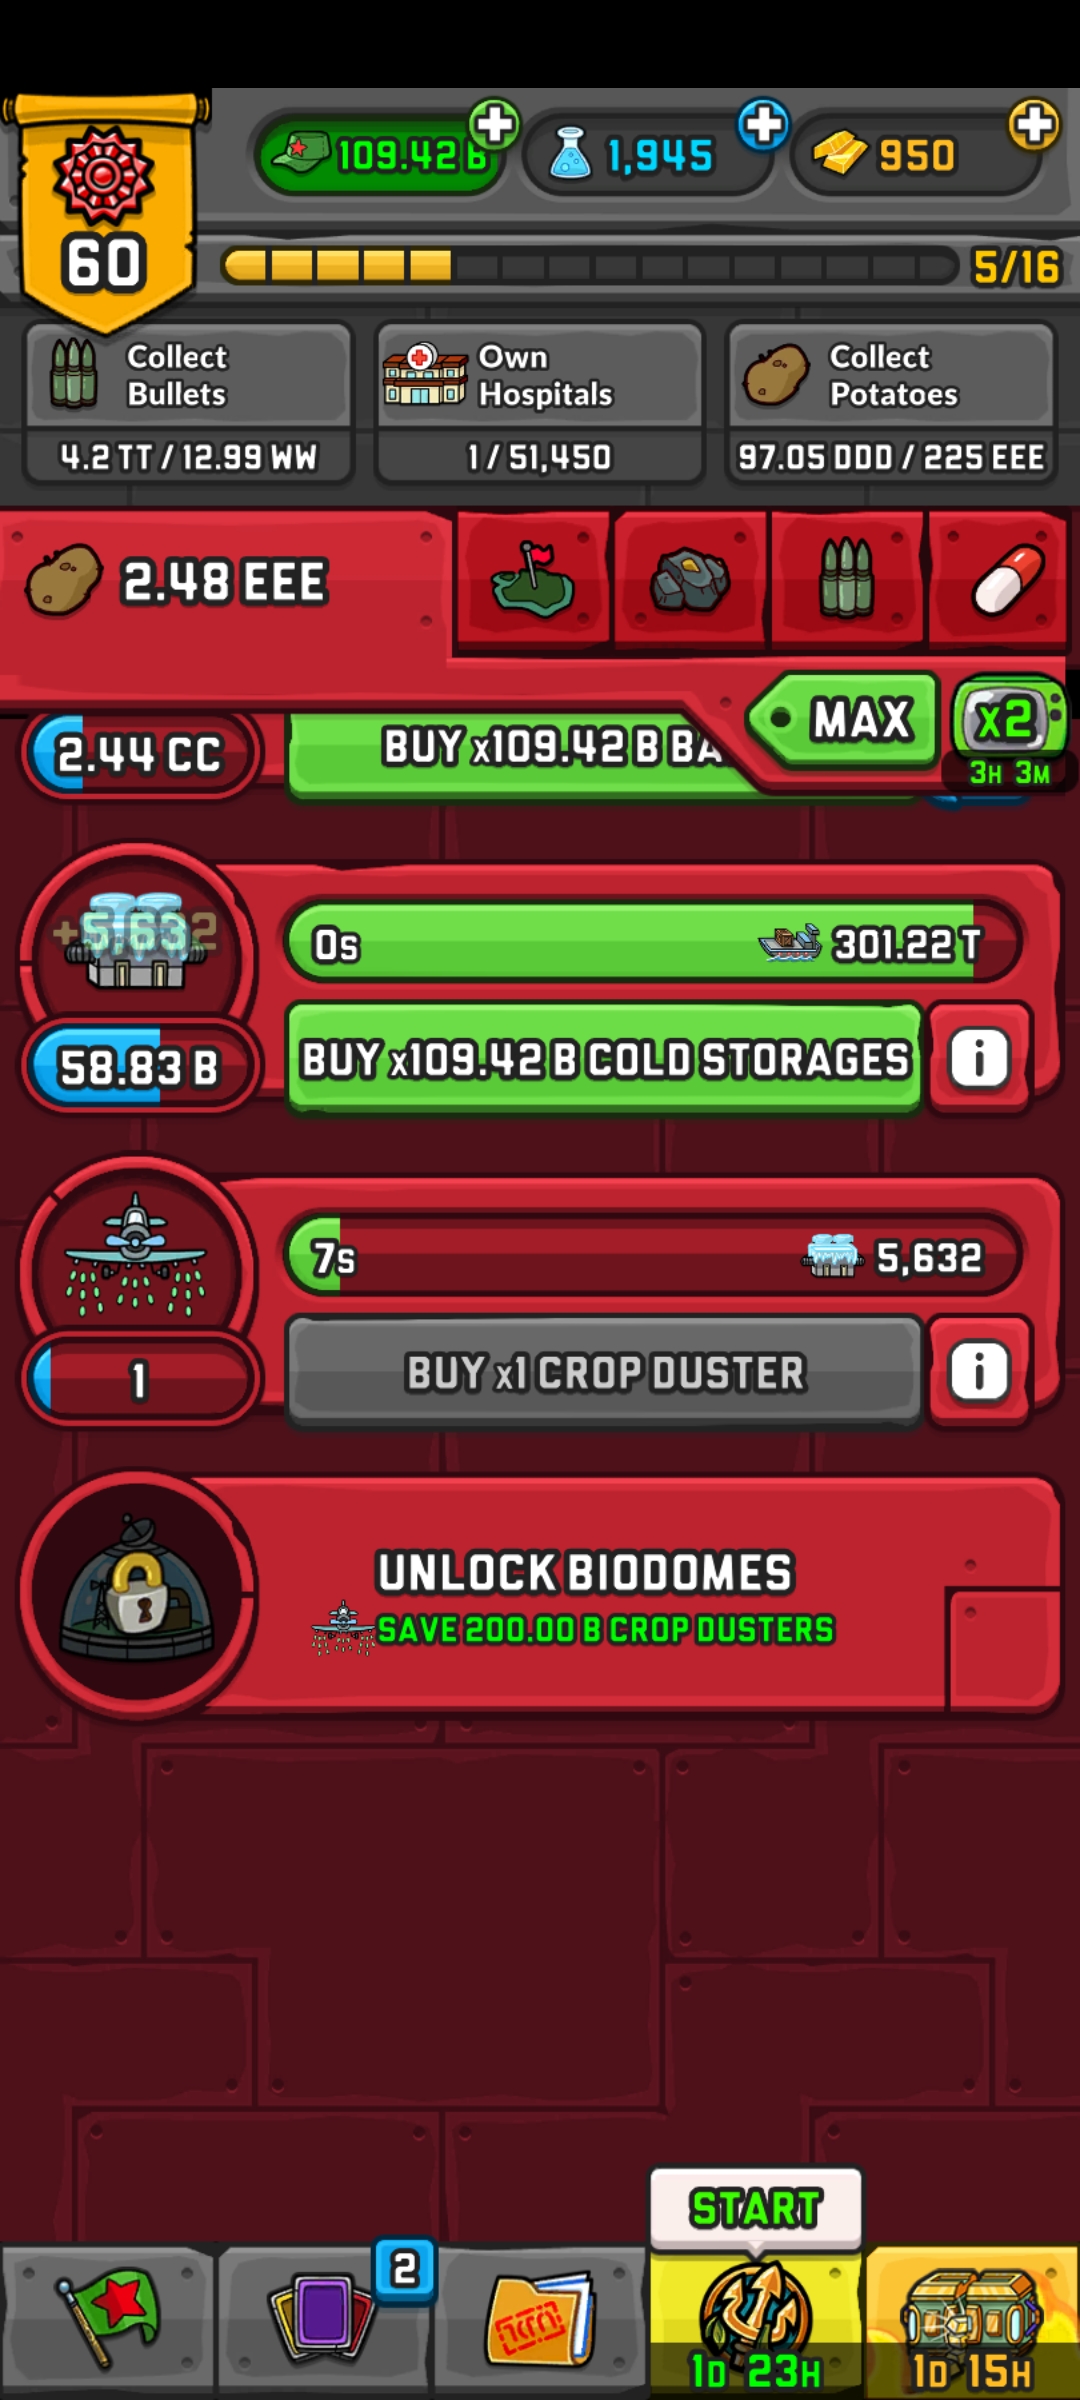 109.42 B
1,945
950
60
5/16
Collect
Bullets
4.2 TT / 12.99 WW
Own
Hospitals
1 / 51,450
Collect
Potatoes
97.05 DDD / 225 EEE
2.48 EEE
MAX
x2
3H 3M
2.44 CC
BUY x109.42 B BA
+5,632
0s
301.22 T
58.83 B
BUY x109.42 B COLD STORAGES
i
7s
5,632
1
BUY x1 CROP DUSTER
i
UNLOCK BIODOMES
SAVE 200.00 B CROP DUSTERS
START
2
1D 23H
1D 15H